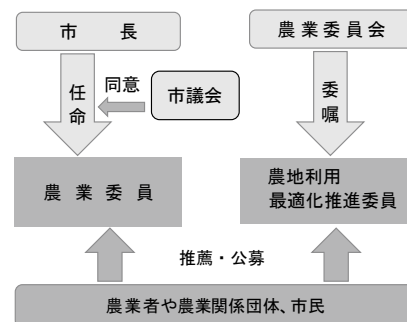 市長
農業委員会
任命
同意
市議会
委嘱
農業委員
農地利用
最適化推進委員
推薦・公募
農業者や農業関係団体、市民